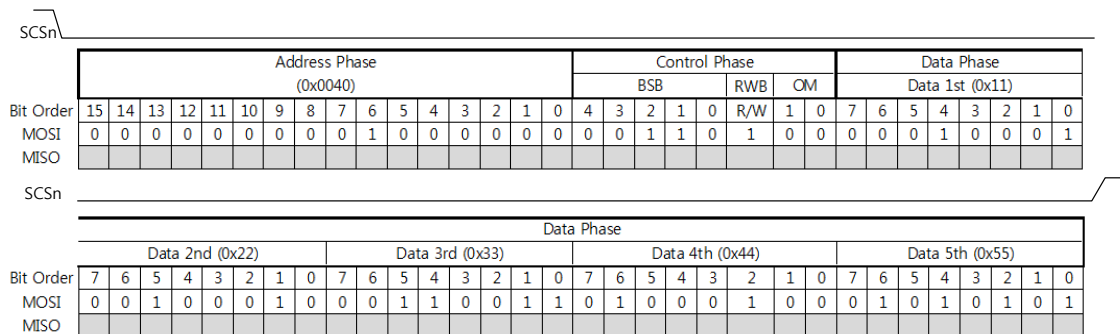 SCSn
Address Phase Control Phase Data Phase
(0x0040) BSB RWB OM Data 1st (0x11)
Bit Order 15 14 13 12 11 10 9 8 7 6 5 4 3 2 1 0 4 3 2 1 0 R/W 1 0 7 6 5 4 3 2 1 0
MOSI 0 0 0 0 0 0 0 0 0 1 0 0 0 0 0 0 0 0 1 1 0 1 0 0 0 0 0 1 0 0 0 1
MISO
SCSn
Data Phase
Data 2nd (0x22) Data 3rd (0x33) Data 4th (0x44) Data 5th (0x55)
Bit Order 7 6 5 4 3 2 1 0 7 6 5 4 3 2 1 0 7 6 5 4 3 2 1 0 7 6 5 4 3 2 1 0
MOSI 0 0 1 0 0 0 1 0 0 0 1 1 0 0 1 1 0 1 0 0 0 1 0 0 0 1 0 1 0 1 0 1
MISO